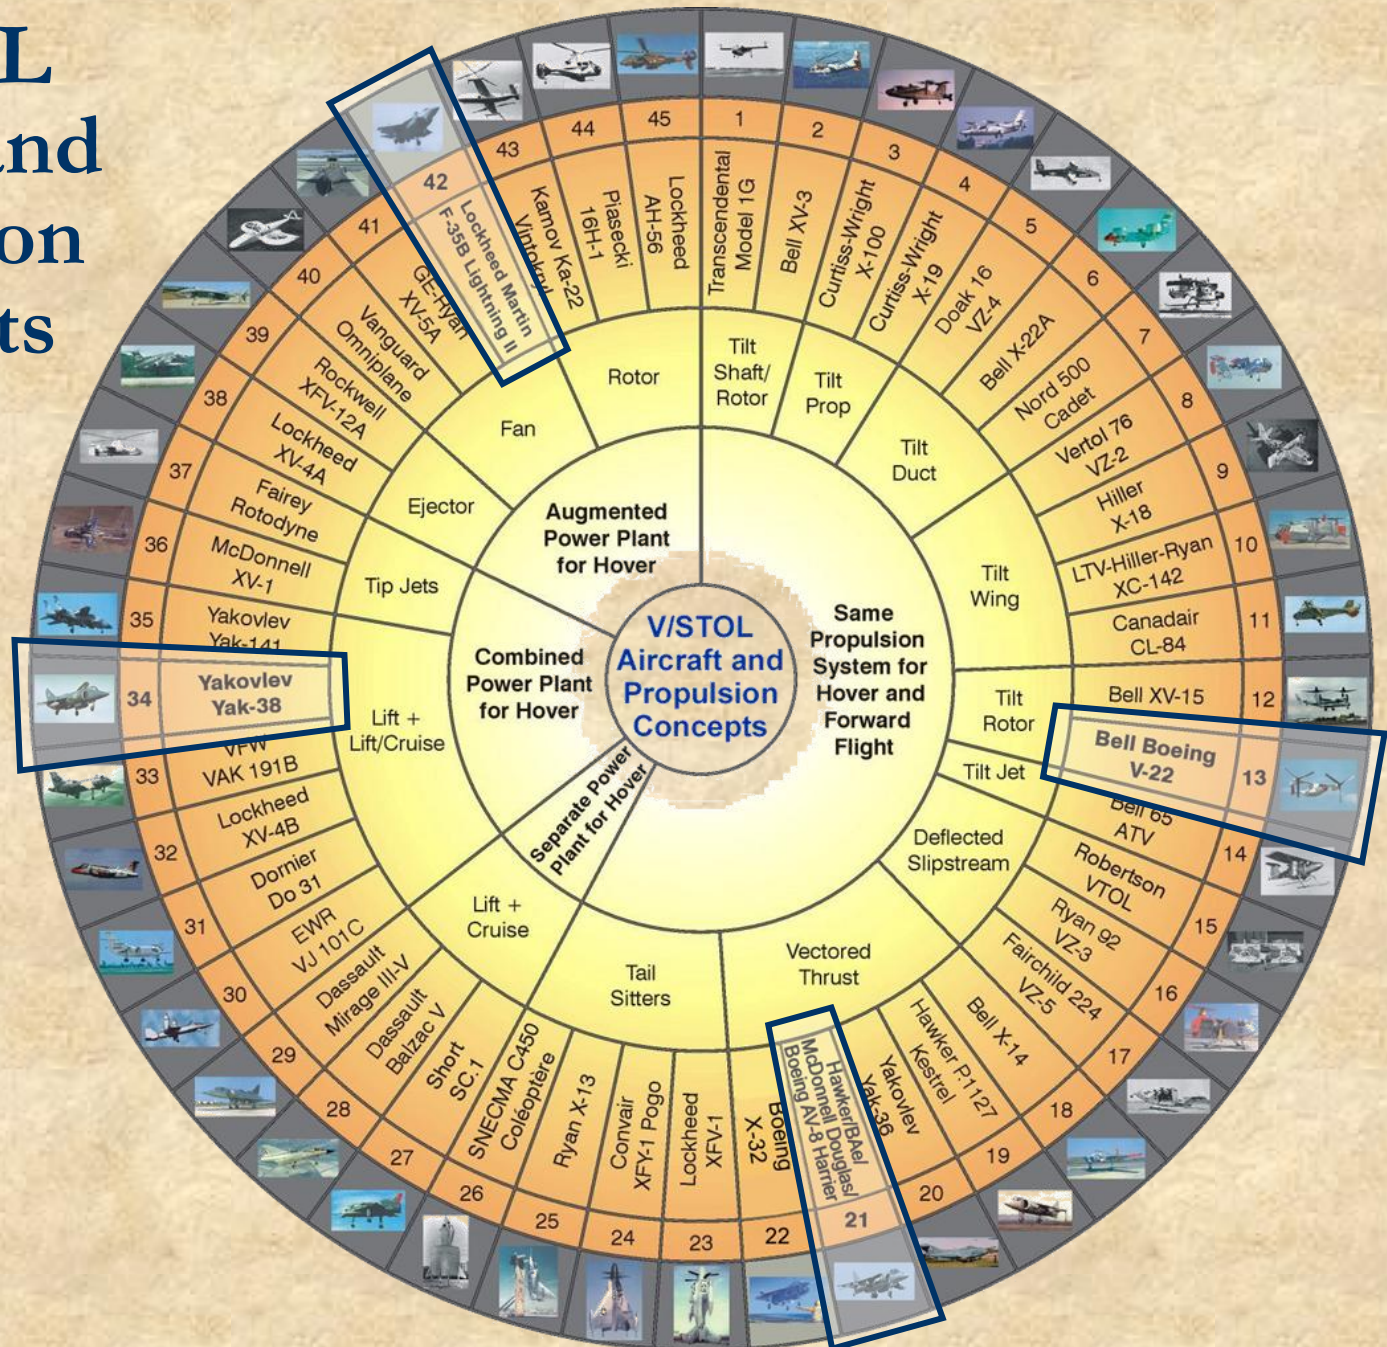 L
and
on
ts
V/STOL
Aircraft and
Propulsion
Concepts
Same
Propulsion
System for
Hover and
Forward
Flight
Separate Power
Plant for Hover
Combined
Power Plant
for Hover
Augmented
Power Plant
for Hover
Tilt
Shaft/
Rotor
Tilt
Prop
Tilt
Duct
Tilt
Wing
Tilt
Rotor
Tilt Jet
Deflected
Slipstream
Vectored
Thrust
Tail
Sitters
Lift +
Cruise
Lift +
Lift/Cruise
Tip Jets
Ejector
Fan
Rotor
1
Transcendental
Model 1G
2
Bell XV-3
3
Curtiss-Wright
X-100
4
Curtiss-Wright
X-19
5
Doak 16
VZ-4
6
Bell X-22A
7
Nord 500
Cadet
8
Vertol 76
VZ-2
9
Hiller
X-18
10
LTV-Hiller-Ryan
XC-142
11
Canadair
CL-84
12
Bell XV-15
13
Bell Boeing
V-22
14
Bell 65
ATV
15
Robertson
VTOL
16
Ryan 92
VZ-3
17
Fairchild 224
VZ-5
18
Bell X-14
19
Hawker P.1127
Kestrel
20
Yakovlev
Yak-36
21
Hawker/BAe/
McDonnell Douglas/
Boeing AV-8 Harrier
22
Boeing
X-32
23
Lockheed
XFV-1
24
Convair
XFY-1 Pogo
25
Ryan X-13
26
SNECMA C450
Coléoptère
27
Short
SC.1
28
Dassault
Balzac V
29
Dassault
Mirage III-V
30
EWR
VJ 101C
31
Dornier
Do 31
32
Lockheed
XV-4B
33
VFW
VAK 191B
34
Yakovlev
Yak-38
35
Yakovlev
Yak-141
36
McDonnell
XV-1
37
Fairey
Rotodyne
38
Lockheed
XV-4A
39
Rockwell
XFV-12A
40
Vanguard
Omniplane
41
GE-Ryan
XV-5A
42
Lockheed Martin
F-35B Lightning II
43
Kamov Ka-22
Vintokryl
44
Piasecki
16H-1
45
Lockheed
AH-56